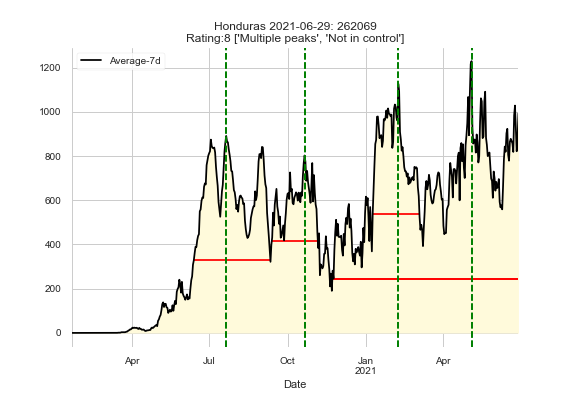 Honduras 2021-06-29: 262069
Rating:8 ['Multiple peaks', 'Not in control']
Average-7d
1200
1000
800
600
400
200
0
Apr Jul Oct Jan Apr
2021
Date